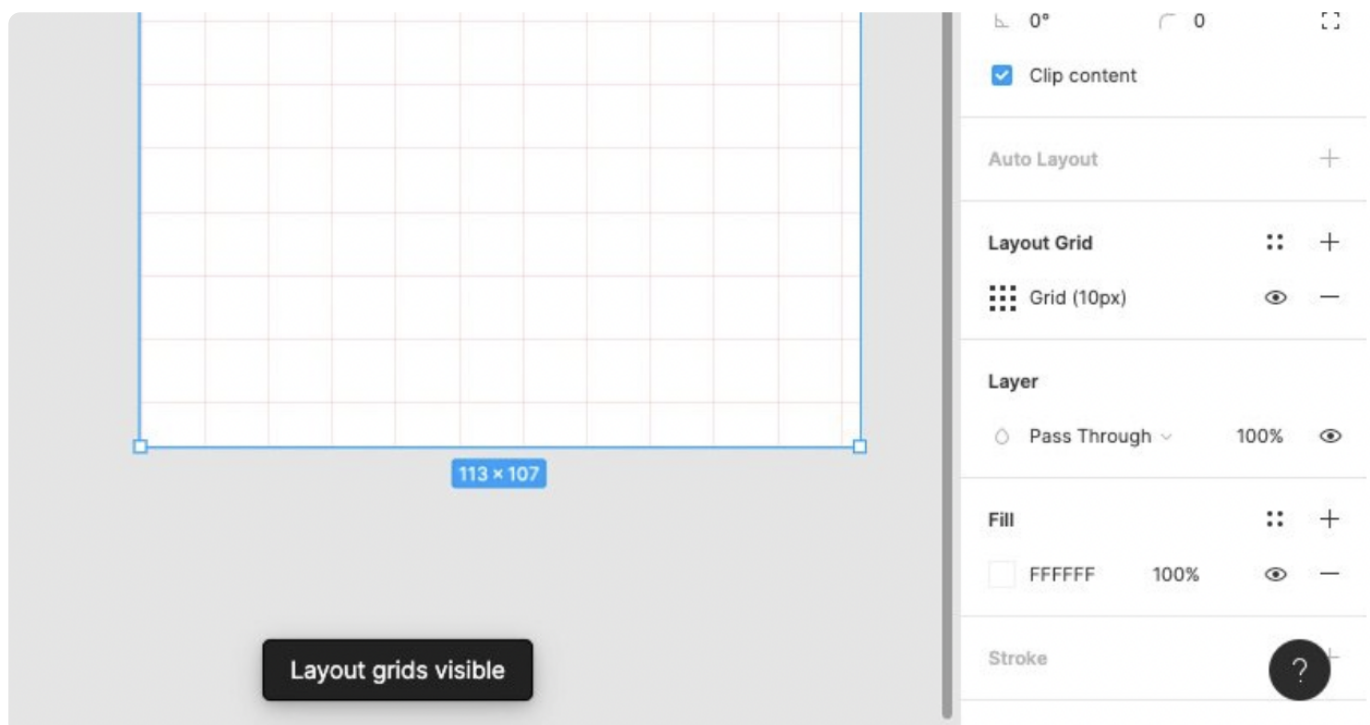 0°
0
Clip content
Auto Layout
Layout Grid
Grid (10px)
Layer
Pass Through
100%
113 × 107
Fill
FFFFFF
100%
Layout grids visible
Stroke
?